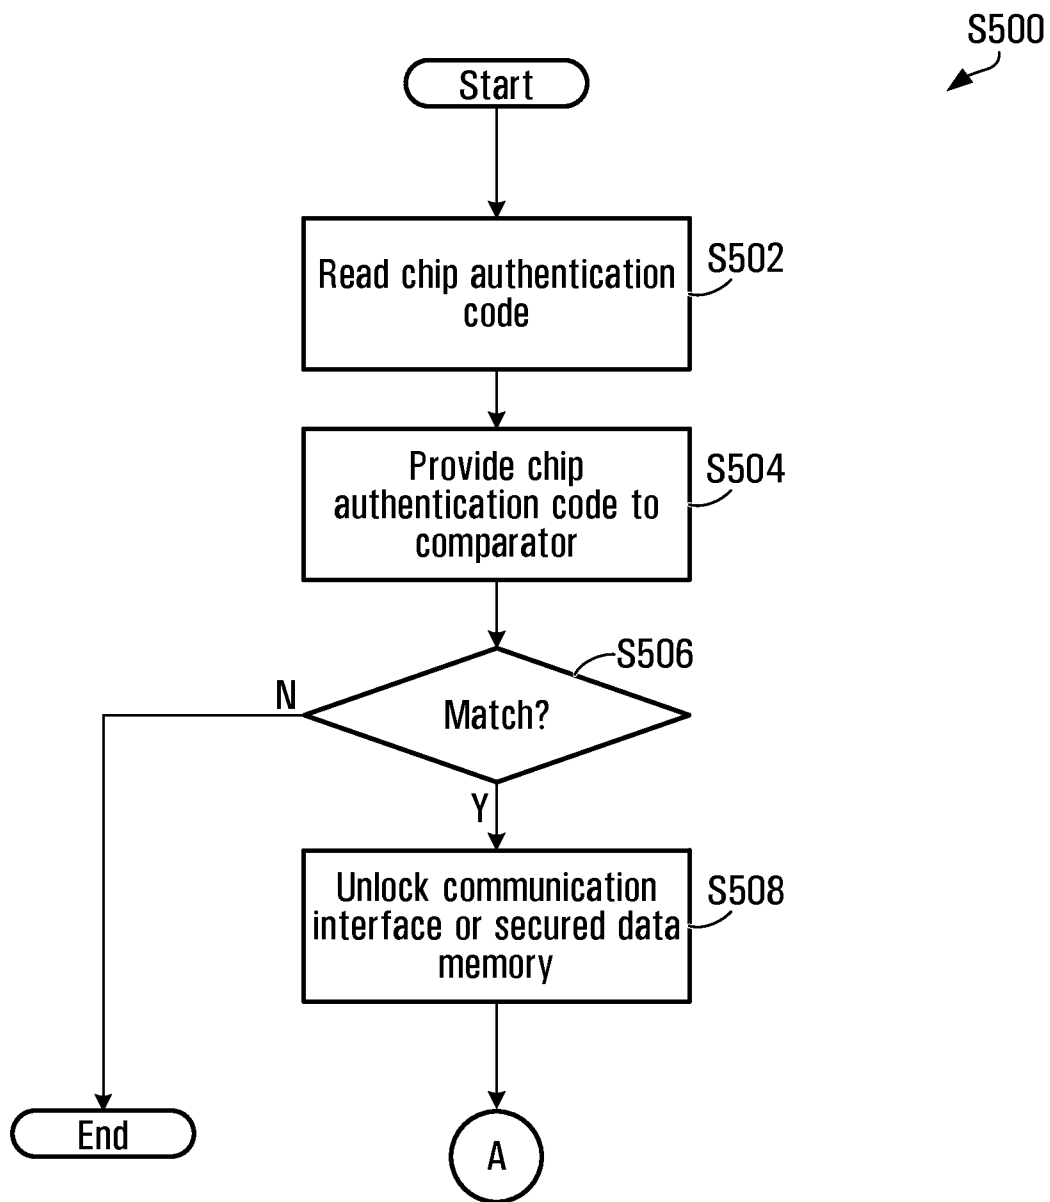 S500
Start
Read chip authentication
code
S502
Provide chip
authentication code to
comparator
S504
S506
N
Match?
Y
Unlock communication
interface or secured data
memory
S508
End
A